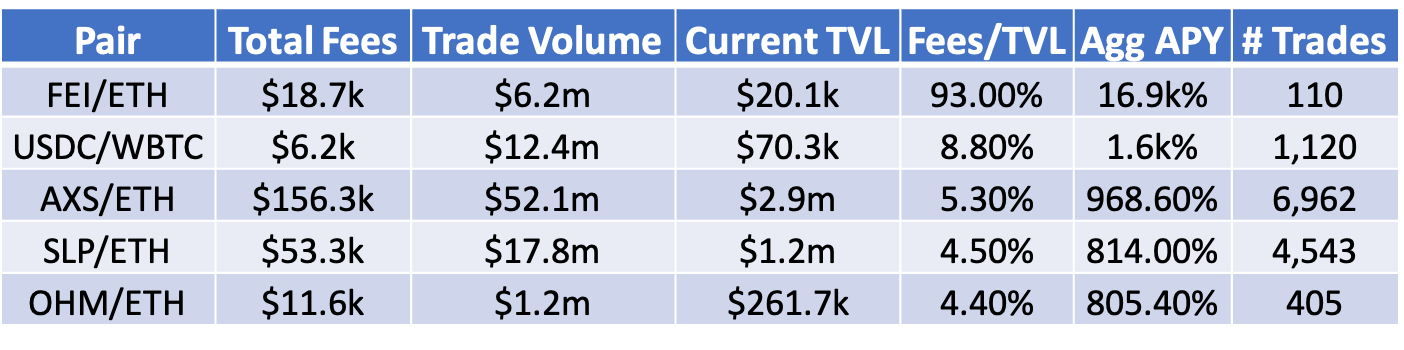 Pair Total Fees Trade Volume Current TVL Fees/TVL Agg APY # Trades
FEI/ETH $18.7k $6.2m $20.1k 93.00% 16.9k% 110
USDC/WBTC $6.2k $12.4m $70.3k 8.80% 1.6k% 1,120
AXS/ETH $156.3k $52.1m $2.9m 5.30% 968.60% 6,962
SLP/ETH $53.3k $17.8m $1.2m 4.50% 814.00% 4,543
OHM/ETH $11.6k $1.2m $261.7k 4.40% 805.40% 405